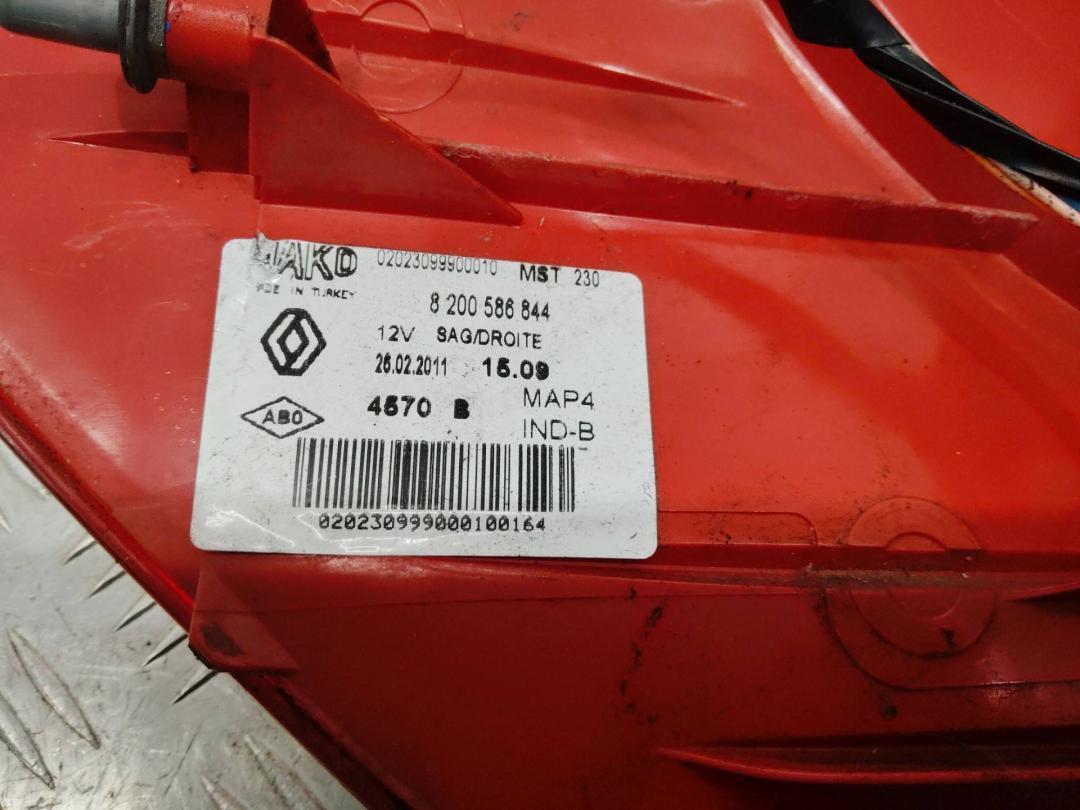 MAKO 02023099900010 MST 230
MADE IN TURKEY
8 200 586 844
12V SAG/DROITE
26.02.2011 15.09
4570 B MAP4
ABO IND-B
020230999000100164